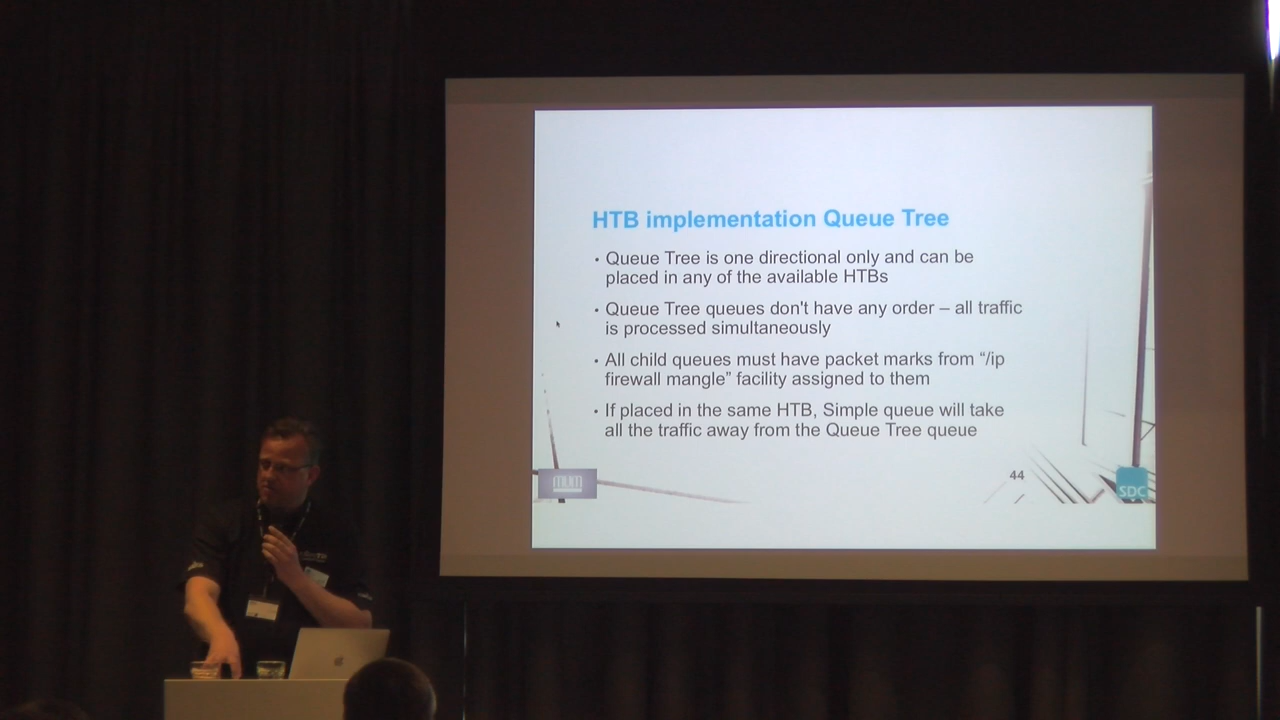 HTB implementation Queue Tree
• Queue Tree is one directional only and can be
placed in any of the available HTBs
• Queue Tree queues don't have any order – all traffic
is processed simultaneously
• All child queues must have packet marks from “/ip
firewall mangle” facility assigned to them
• If placed in the same HTB, Simple queue will take
all the traffic away from the Queue Tree queue
44
SDC